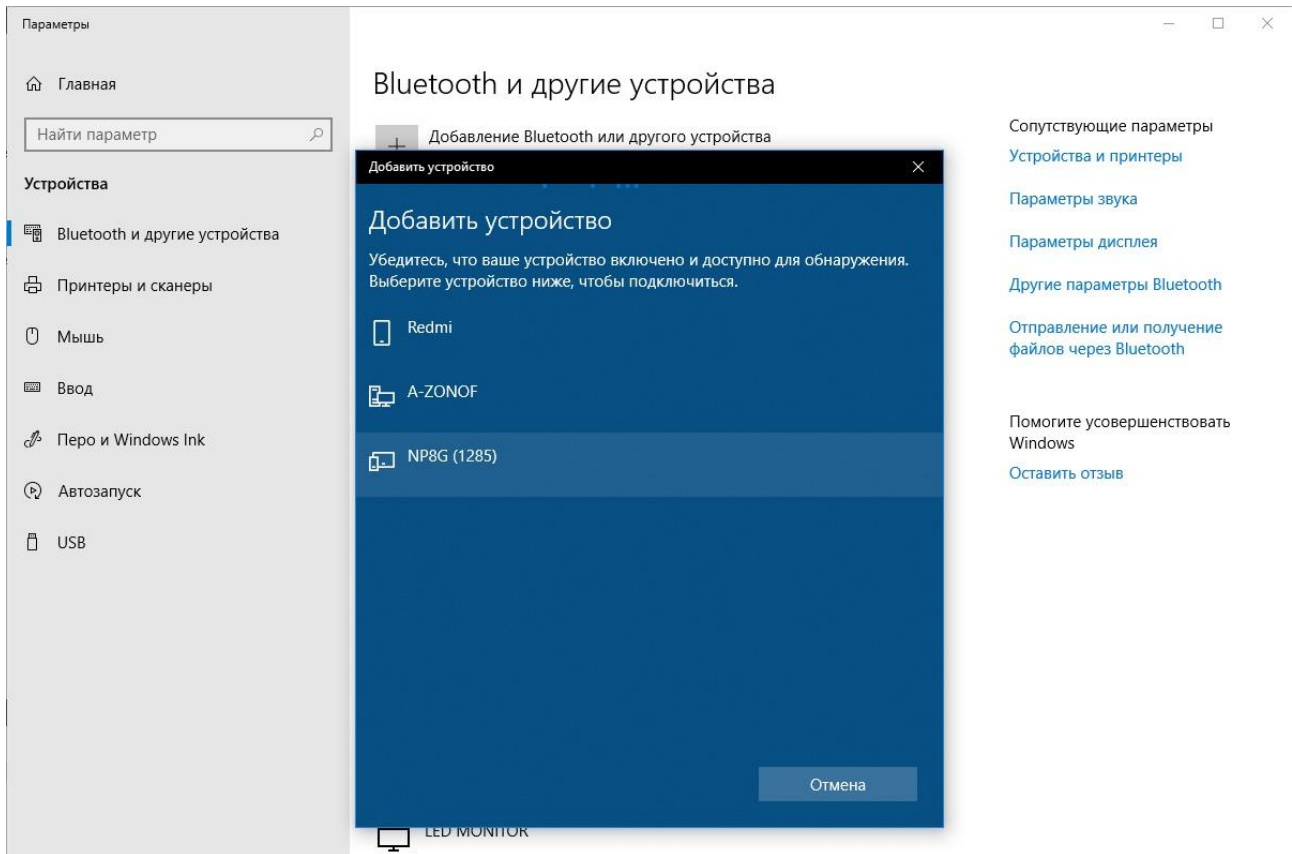 Параметры
Главная
Найти параметр
Устройства
Bluetooth и другие устройства
Принтеры и сканеры
Мышь
Ввод
Перо и Windows Ink
Автозапуск
USB
Bluetooth и другие устройства
Добавление Bluetooth или другого устройства
Добавить устройство
Добавить устройство
Убедитесь, что ваше устройство включено и доступно для обнаружения.
Выберите устройство ниже, чтобы подключиться.
Redmi
A-ZONOF
NP8G (1285)
Отмена
LED MONITOR
Сопутствующие параметры
Устройства и принтеры
Параметры звука
Параметры дисплея
Другие параметры Bluetooth
Отправление или получение
файлов через Bluetooth
Помогите усовершенствовать
Windows
Оставить отзыв